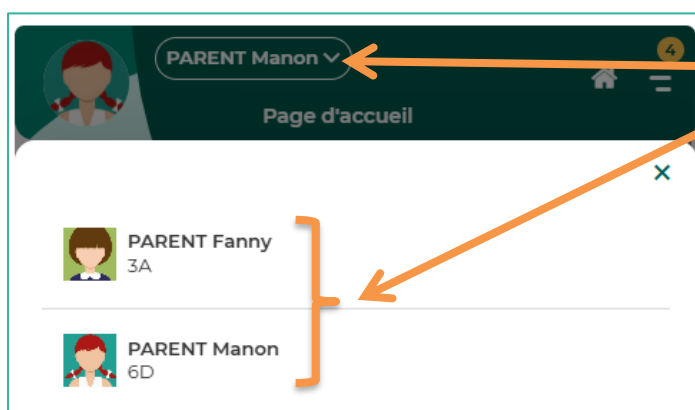 PARENT Manon
4
Page d'accueil
PARENT Fanny
3A
PARENT Manon
6D